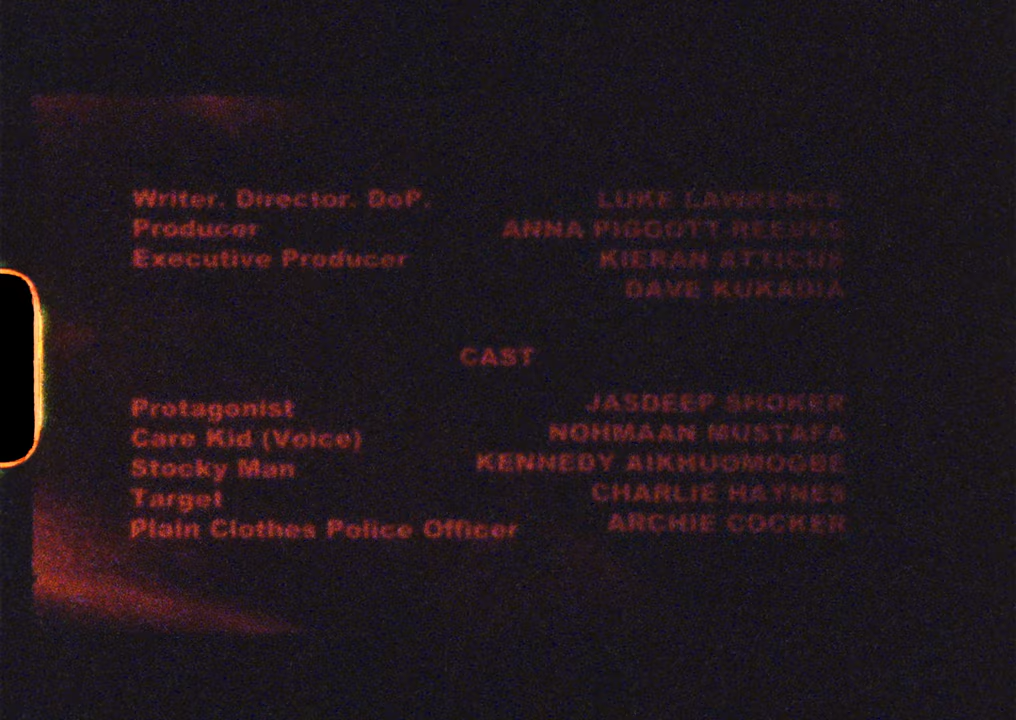 Writer. Director. DoP. LUKE LAWRENCE
Producer ANNA PIGGOTT-REEVES
Executive Producer KIERAN ATTICUS
DAVE KUKADIA
CAST
Protagonist JASDEEP SHOKER
Care Kid (Voice) NOHMAAN MUSTAFA
Stocky Man KENNEDY AIKHUOMOGBE
Target CHARLIE HAYNES
Plain Clothes Police Officer ARCHIE COCKER